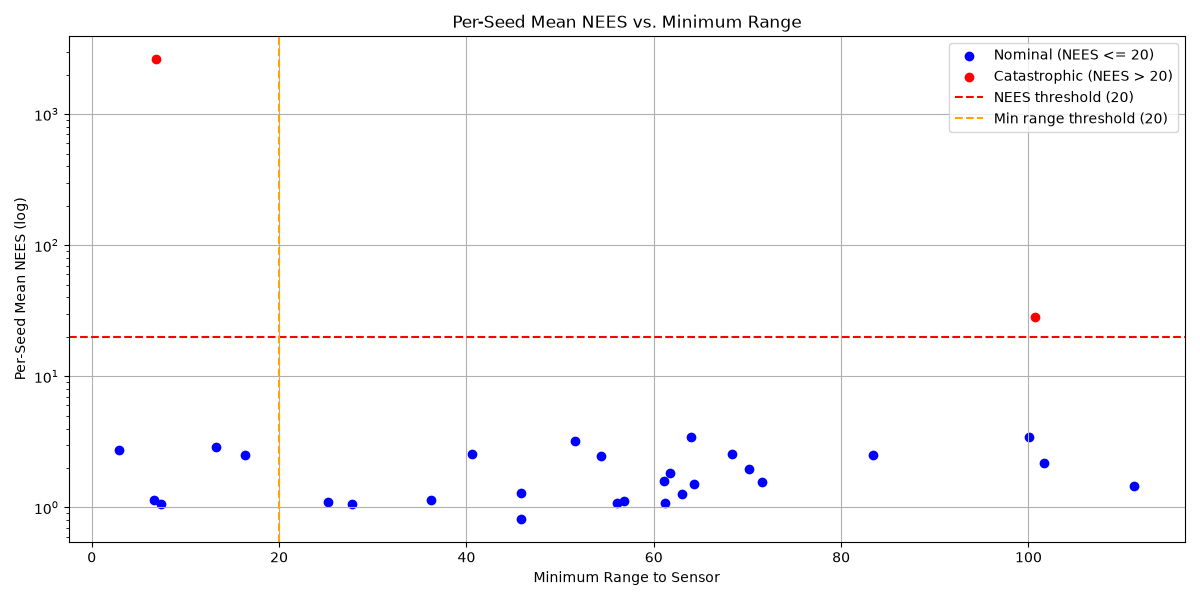 Per-Seed Mean NEES vs. Minimum Range
Nominal (NEES <= 20)
Catastrophic (NEES > 20)
NEES threshold (20)
Min range threshold (20)
Per-Seed Mean NEES (log)
10³
10²
10¹
10⁰
0 20 40 60 80 100
Minimum Range to Sensor